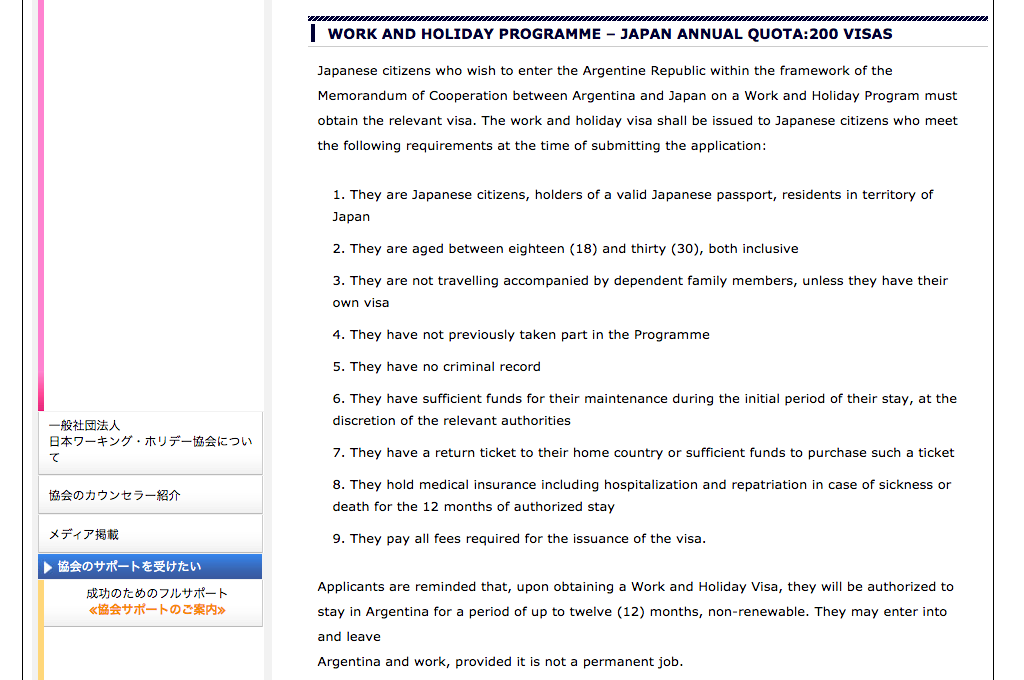 WORK AND HOLIDAY PROGRAMME – JAPAN ANNUAL QUOTA:200 VISAS
Japanese citizens who wish to enter the Argentine Republic within the framework of the
Memorandum of Cooperation between Argentina and Japan on a Work and Holiday Program must
obtain the relevant visa. The work and holiday visa shall be issued to Japanese citizens who meet
the following requirements at the time of submitting the application:
1. They are Japanese citizens, holders of a valid Japanese passport, residents in territory of
Japan
2. They are aged between eighteen (18) and thirty (30), both inclusive
3. They are not travelling accompanied by dependent family members, unless they have their
own visa
4. They have not previously taken part in the Programme
5. They have no criminal record
6. They have sufficient funds for their maintenance during the initial period of their stay, at the
discretion of the relevant authorities
7. They have a return ticket to their home country or sufficient funds to purchase such a ticket
8. They hold medical insurance including hospitalization and repatriation in case of sickness or
death for the 12 months of authorized stay
9. They pay all fees required for the issuance of the visa.
Applicants are reminded that, upon obtaining a Work and Holiday Visa, they will be authorized to
stay in Argentina for a period of up to twelve (12) months, non-renewable. They may enter into
and leave
Argentina and work, provided it is not a permanent job.
一般社団法人
日本ワーキング・ホリデー協会につい
て
協会のカウンセラー紹介
メディア掲載
協会のサポートを受けたい
成功のためのフルサポート
≪協会サポートのご案内≫